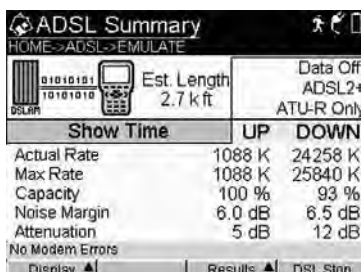 ADSL Summary
HOME->ADSL->EMULATE
01010101
10101010
DSLAM
Est. Length
2.7 k ft
Data Off
ADSL2+
ATU-R Only
Show Time UP DOWN
Actual Rate 1088 K 24258 K
Max Rate 1088 K 25840 K
Capacity 100 % 93 %
Noise Margin 6.0 dB 6.5 dB
Attenuation 5 dB 12 dB
No Modem Errors
Display Results DSL Stop